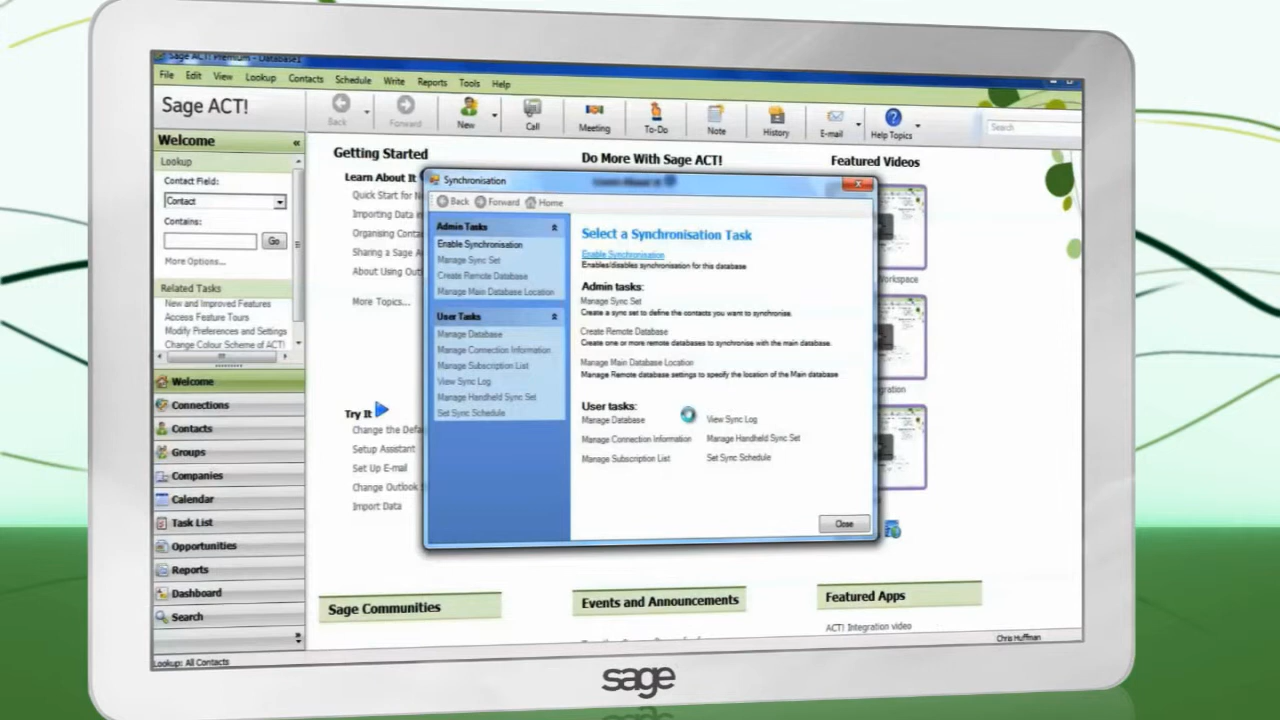 Sage ACT! Premium - Database1
File Edit View Lookup Contacts Schedule Write Reports Tools Help
Sage ACT!
Back Forward New Call Meeting To-Do Note History E-mail Help Topics Search
Welcome
Lookup
Contact Field:
Contact
Contains:
Go
More Options...
Related Tasks
New and Improved Features
Access Feature Tours
Modify Preferences and Settings
Change Colour Scheme of ACT!
Welcome
Connections
Contacts
Groups
Companies
Calendar
Task List
Opportunities
Reports
Dashboard
Search
Lookup: All Contacts
Getting Started
Learn About It
Quick Start for
Importing Data
Organising
Sharing a Sage
About Using
More Topics...
Try It
Change the
Setup Assistant
Set Up E-mail
Change Outlook
Import Data
Do More With Sage ACT!
Featured Videos
Workspace
Synchronisation
Back Forward Home
Admin Tasks
Enable Synchronisation
Manage Sync Set
Create Remote Database
Manage Main Database Location
User Tasks
Manage Database
Manage Connection Information
Manage Subscription List
View Sync Log
Manage Handheld Sync Set
Set Sync Schedule
Select a Synchronisation Task
Enable Synchronisation
Enables/disables synchronisation for this database
Admin tasks:
Manage Sync Set
Create a sync set to define the contacts you want to synchronise.
Create Remote Database
Create one or more remote databases to synchronise with the main database.
Manage Main Database Location
Manage Remote database settings to specify the location of the Main database
User tasks:
Manage Database View Sync Log
Manage Connection Information Manage Handheld Sync Set
Manage Subscription List Set Sync Schedule
Close
Sage Communities
Events and Announcements
Featured Apps
ACT! Integration video
Chris Huffman
sage